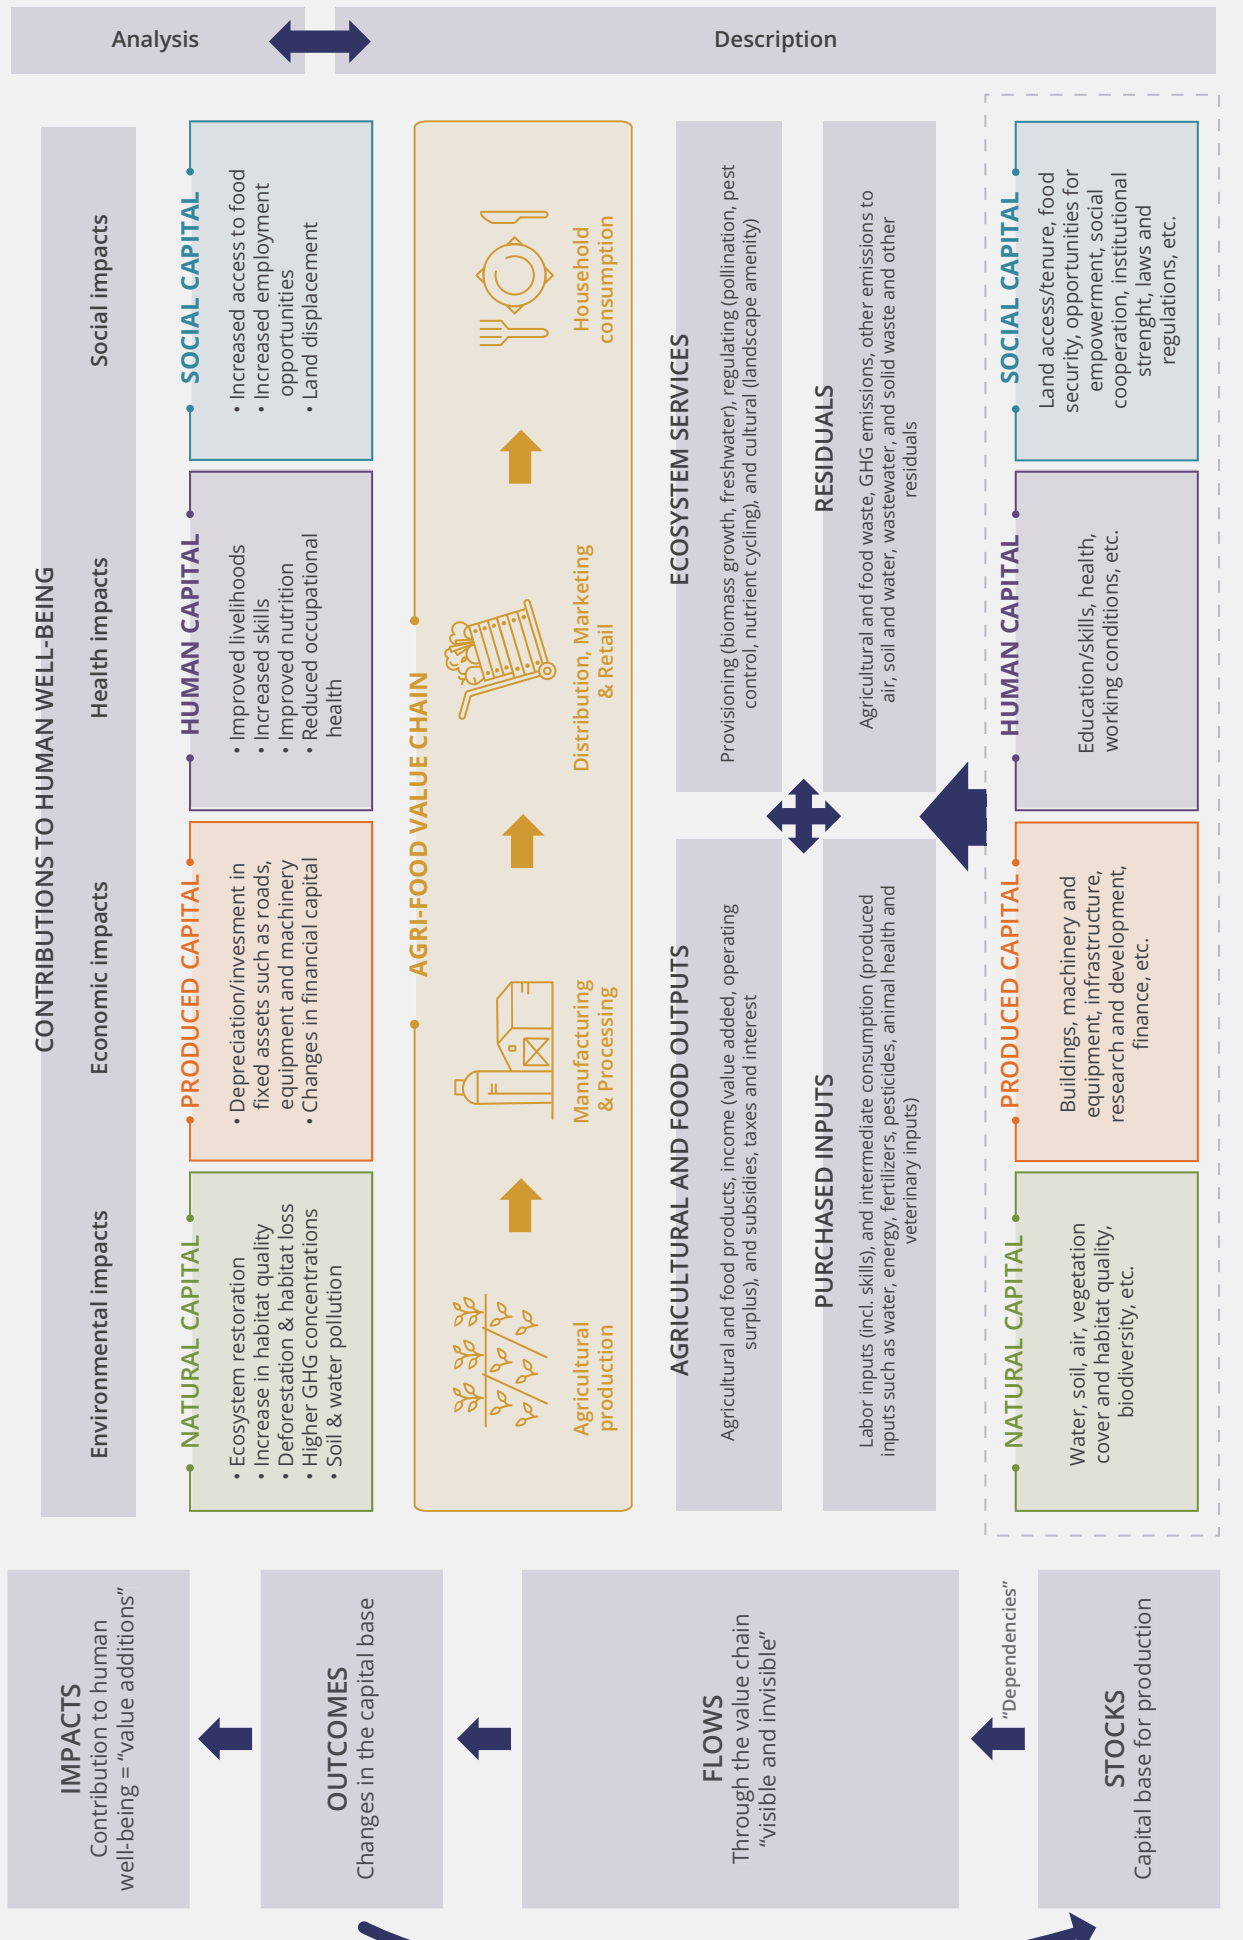 IMPACTS
Contribution to human
well-being = “value additions”
CONTRIBUTIONS TO HUMAN WELL-BEING
Environmental impacts
Economic impacts
Health impacts
Social impacts
Analysis
OUTCOMES
Changes in the capital base
NATURAL CAPITAL
• Ecosystem restoration
• Increase in habitat quality
• Deforestation & habitat loss
• Higher GHG concentrations
• Soil & water pollution
PRODUCED CAPITAL
• Depreciation/invesment in
fixed assets such as roads,
equipment and machinery
• Changes in financial capital
HUMAN CAPITAL
• Improved livelihoods
• Increased skills
• Improved nutrition
• Reduced occupational
health
SOCIAL CAPITAL
• Increased access to food
• Increased employment
opportunities
• Land displacement
FLOWS
Through the value chain
“visible and invisible”
AGRI-FOOD VALUE CHAIN
Agricultural
production
Manufacturing
& Processing
Distribution, Marketing
& Retail
Household
consumption
Description
AGRICULTURAL AND FOOD OUTPUTS
Agricultural and food products, income (value added, operating
surplus), and subsidies, taxes and interest
ECOSYSTEM SERVICES
Provisioning (biomass growth, freshwater), regulating (pollination, pest
control, nutrient cycling), and cultural (landscape amenity)
PURCHASED INPUTS
Labor inputs (incl. skills), and intermediate consumption (produced
inputs such as water, energy, fertilizers, pesticides, animal health and
veterinary inputs)
RESIDUALS
Agricultural and food waste, GHG emissions, other emissions to
air, soil and water, wastewater, and solid waste and other
residuals
“Dependencies”
STOCKS
Capital base for production
NATURAL CAPITAL
Water, soil, air, vegetation
cover and habitat quality,
biodiversity, etc.
PRODUCED CAPITAL
Buildings, machinery and
equipment, infrastructure,
research and development,
finance, etc.
HUMAN CAPITAL
Education/skills, health,
working conditions, etc.
SOCIAL CAPITAL
Land access/tenure, food
security, opportunities for
empowerment, social
cooperation, institutional
strenght, laws and
regulations, etc.